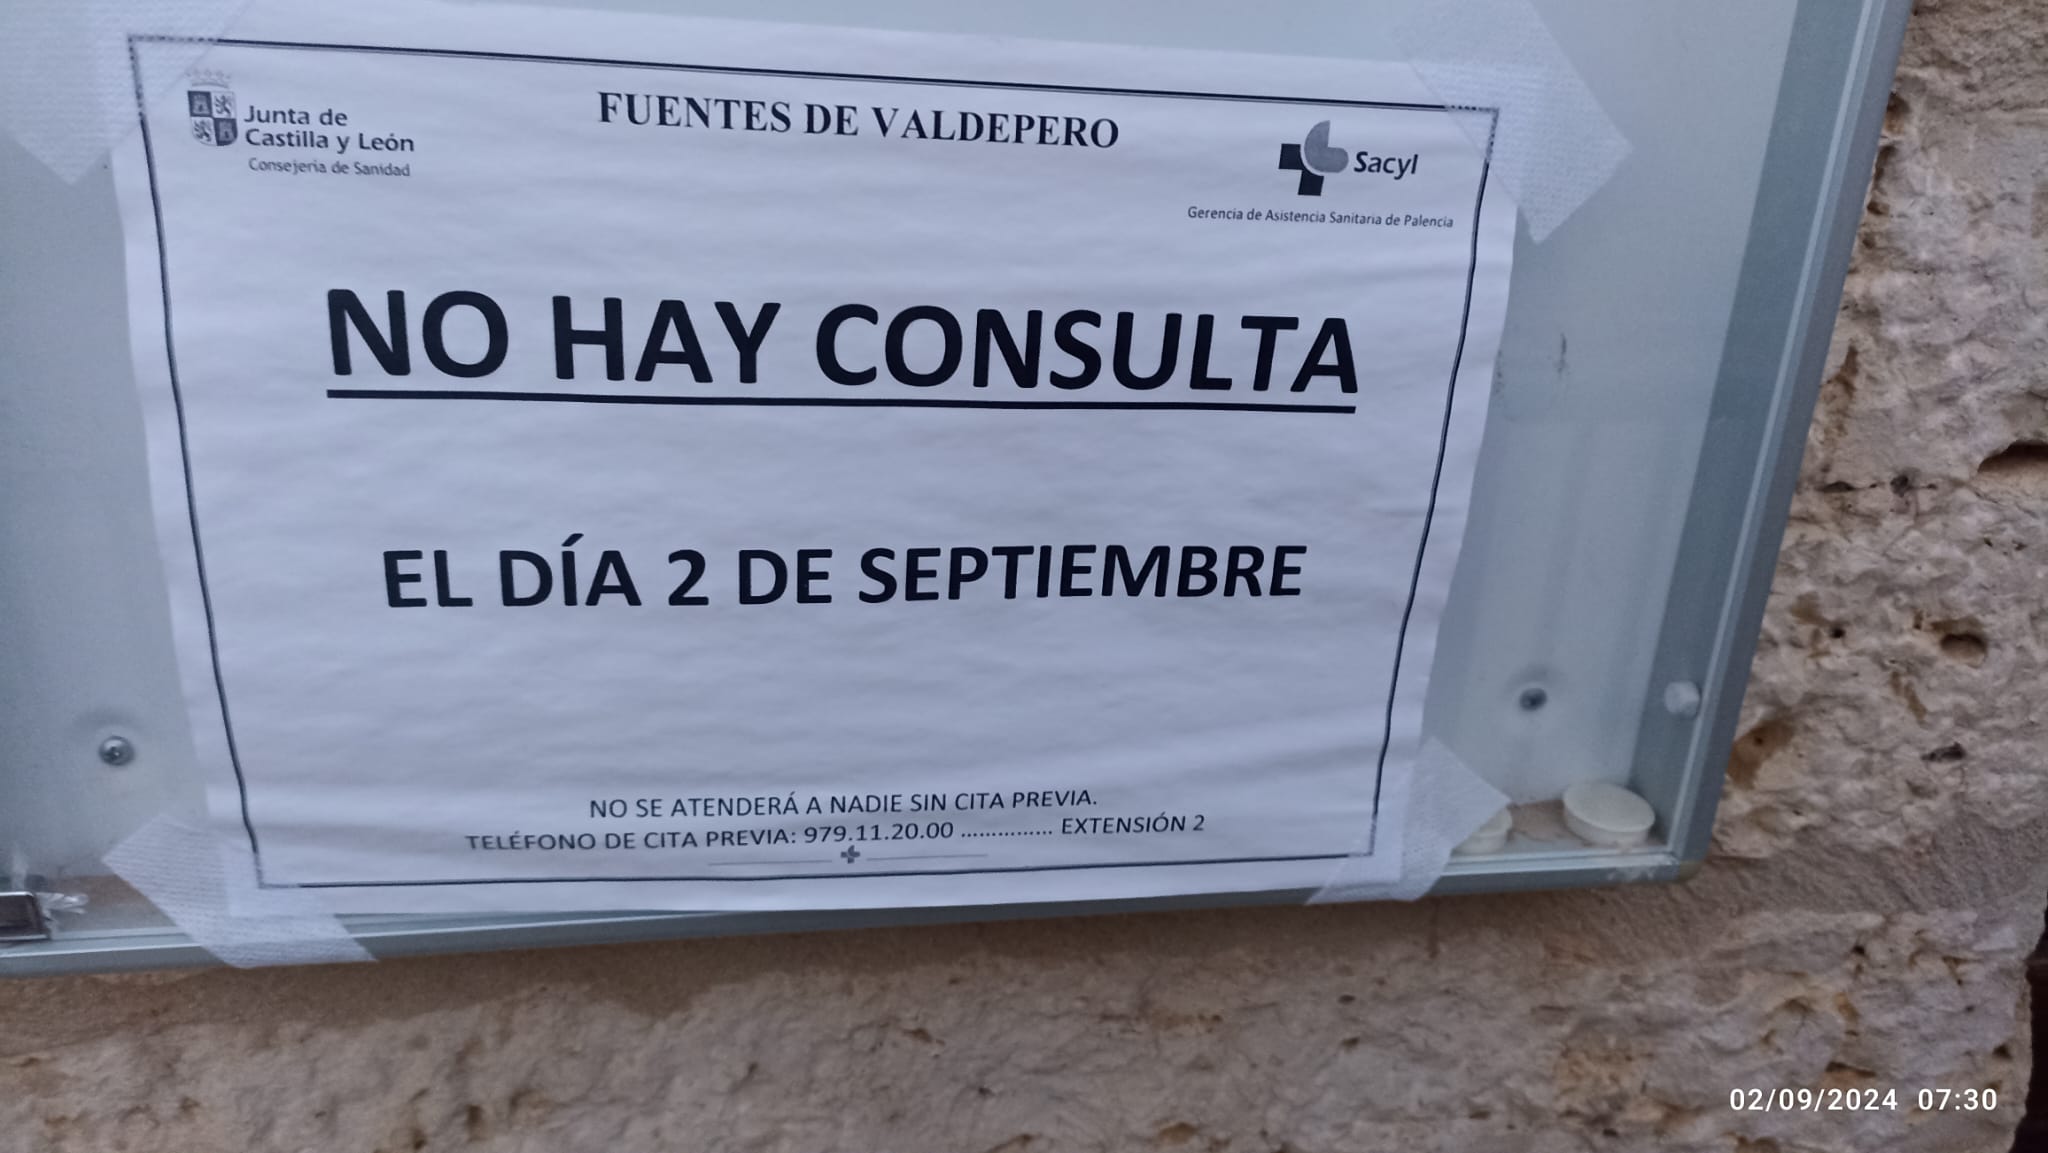 FUENTES DE VALDEPERO
Junta de
Castilla y León
Consejería de Sanidad
Sacyl
Gerencia de Asistencia Sanitaria de Palencia
NO HAY CONSULTA
EL DÍA 2 DE SEPTIEMBRE
NO SE ATENDERÁ A NADIE SIN CITA PREVIA.
TELÉFONO DE CITA PREVIA: 979.11.20.00 ............... EXTENSIÓN 2
02/09/2024 07:30